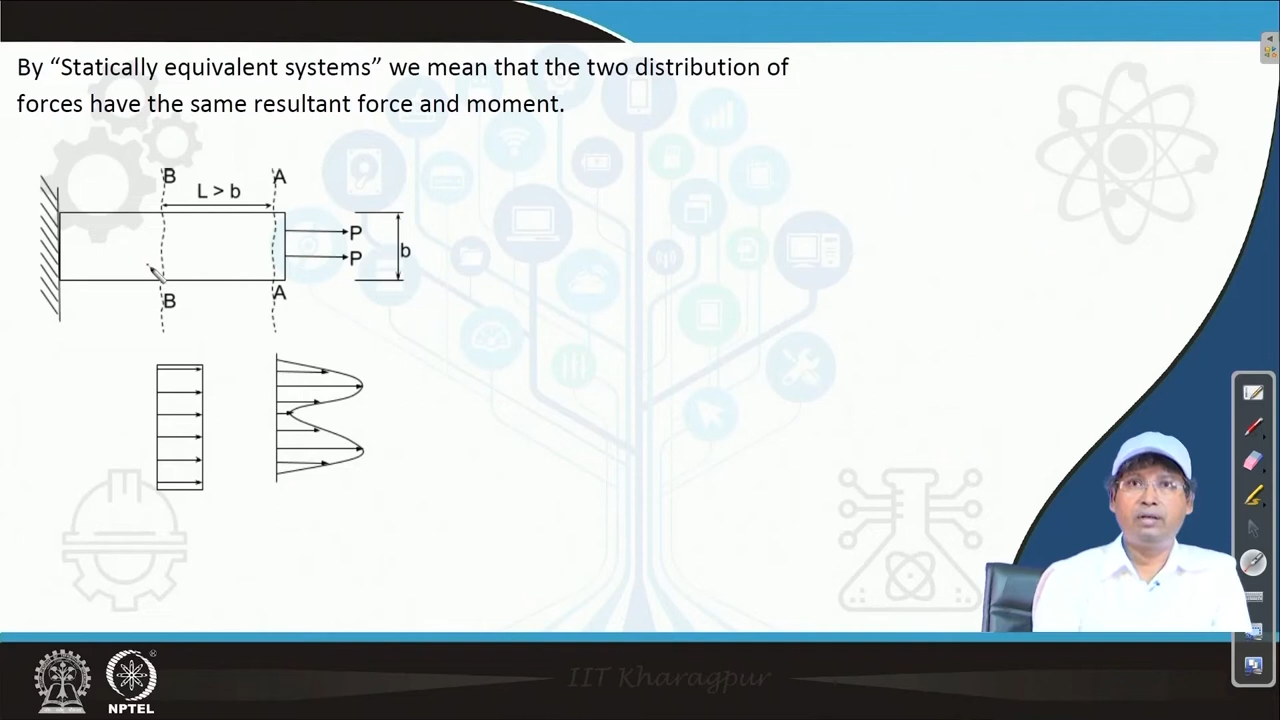 By “Statically equivalent systems” we mean that the two distribution of
forces have the same resultant force and moment.
B
A
L > b
P
b
P
A
B
IIT Kharagpur
NPTEL